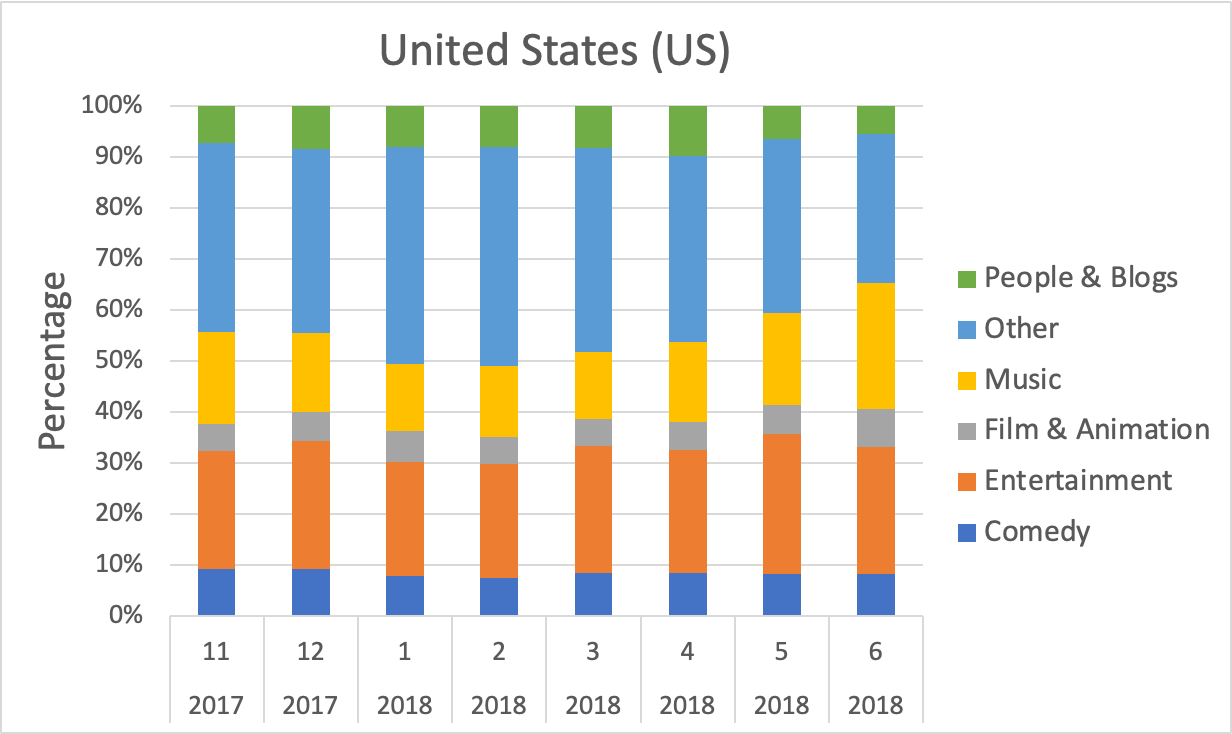 United States (US)
100%
90%
80%
70%
60%
50%
40%
30%
20%
10%
0%
Percentage
11 12 1 2 3 4 5 6
2017 2017 2018 2018 2018 2018 2018 2018
People & Blogs
Other
Music
Film & Animation
Entertainment
Comedy